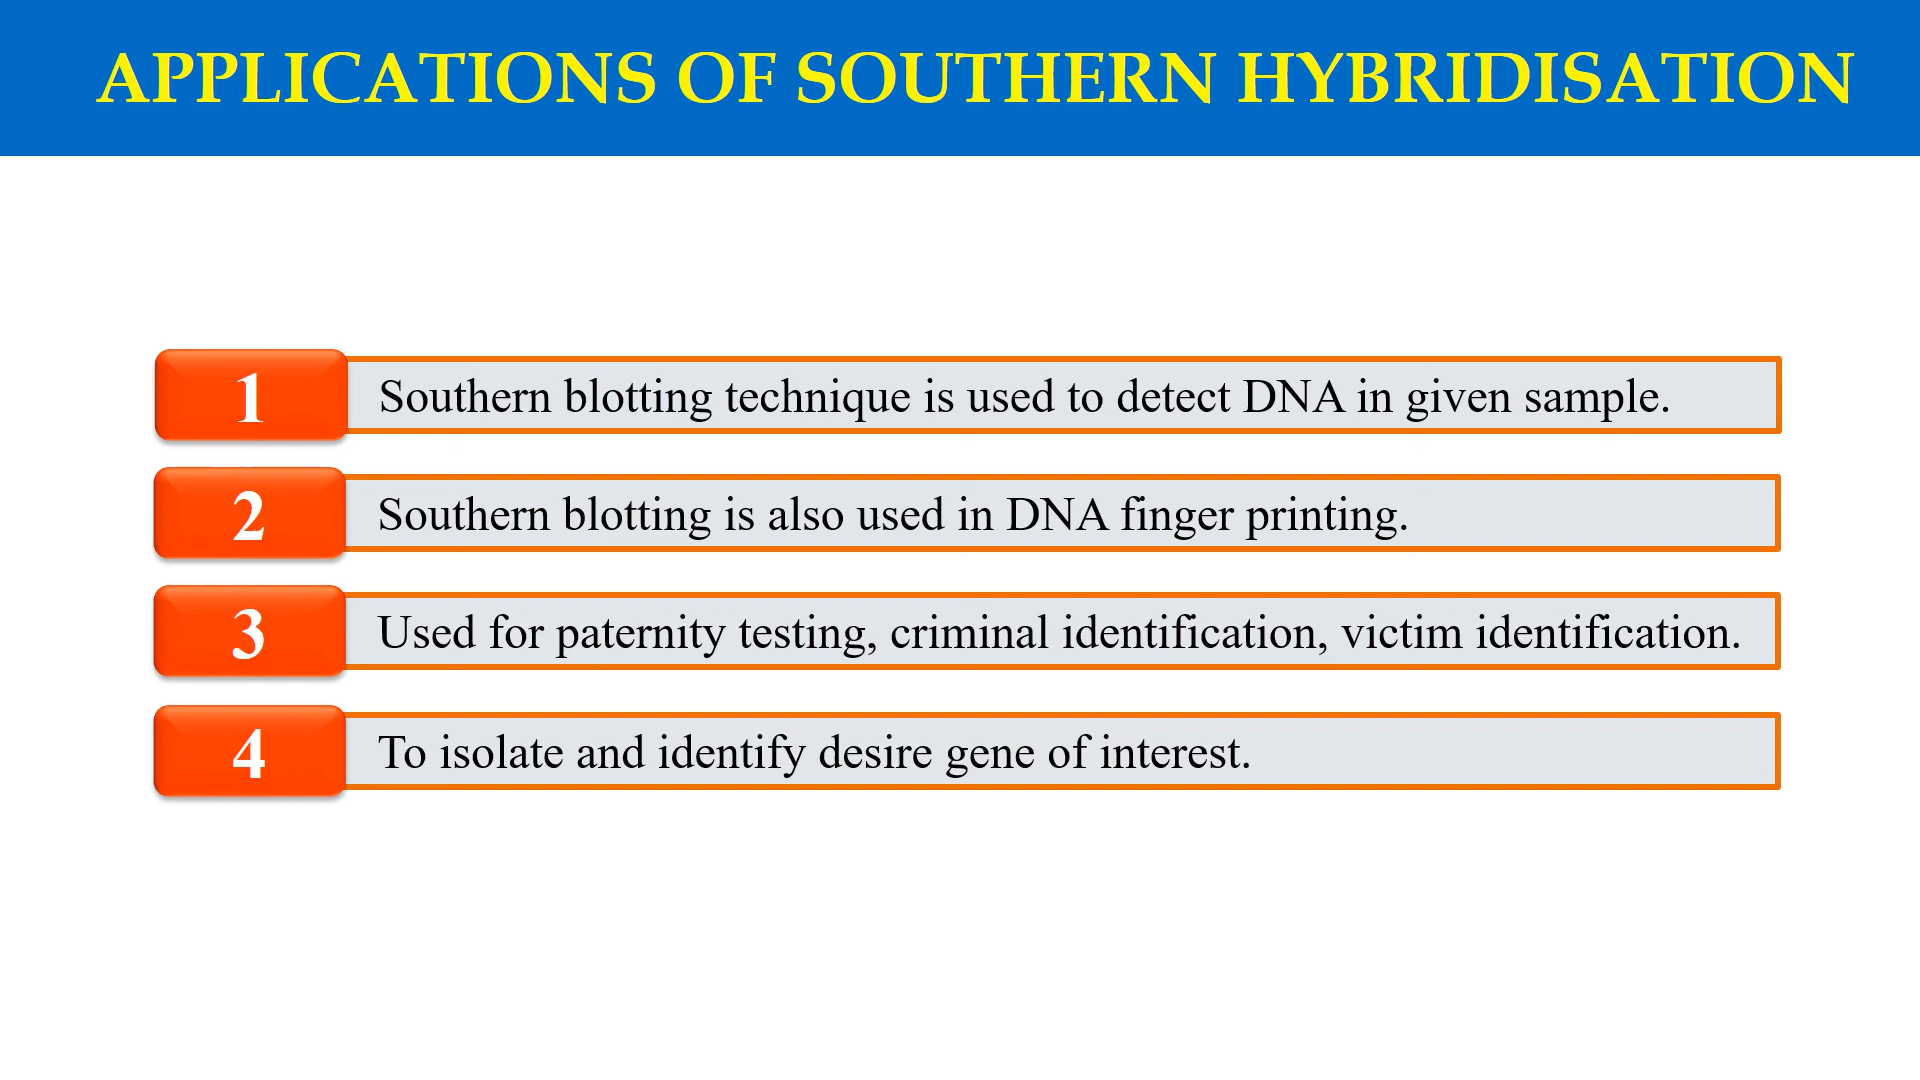 APPLICATIONS OF SOUTHERN HYBRIDISATION
1 Southern blotting technique is used to detect DNA in given sample.
2 Southern blotting is also used in DNA finger printing.
3 Used for paternity testing, criminal identification, victim identification.
4 To isolate and identify desire gene of interest.